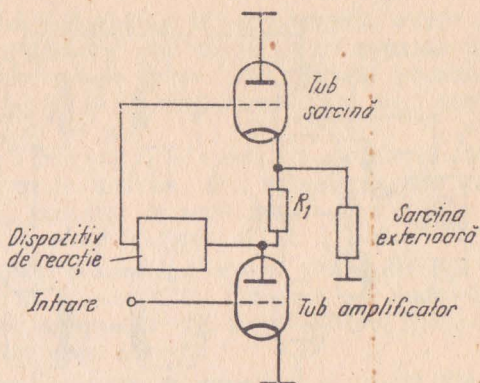 Tub
sarcină
R1
Sarcina
exterioară
Dispozitiv
de reacție
Intrare
Tub amplificator